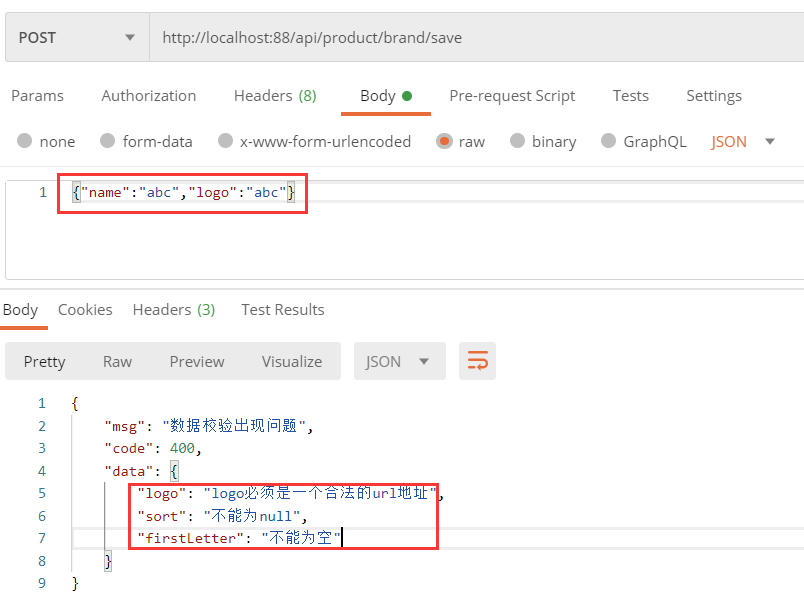 POST http://localhost:88/api/product/brand/save
Params Authorization Headers (8) Body Pre-request Script Tests Settings
none form-data x-www-form-urlencoded raw binary GraphQL JSON
1 {"name":"abc","logo":"abc"}
Body Cookies Headers (3) Test Results
Pretty Raw Preview Visualize JSON
1 {
2 "msg": "数据校验出现问题",
3 "code": 400,
4 "data": {
5 "logo": "logo必须是一个合法的url地址",
6 "sort": "不能为null",
7 "firstLetter": "不能为空"
8 }
9 }